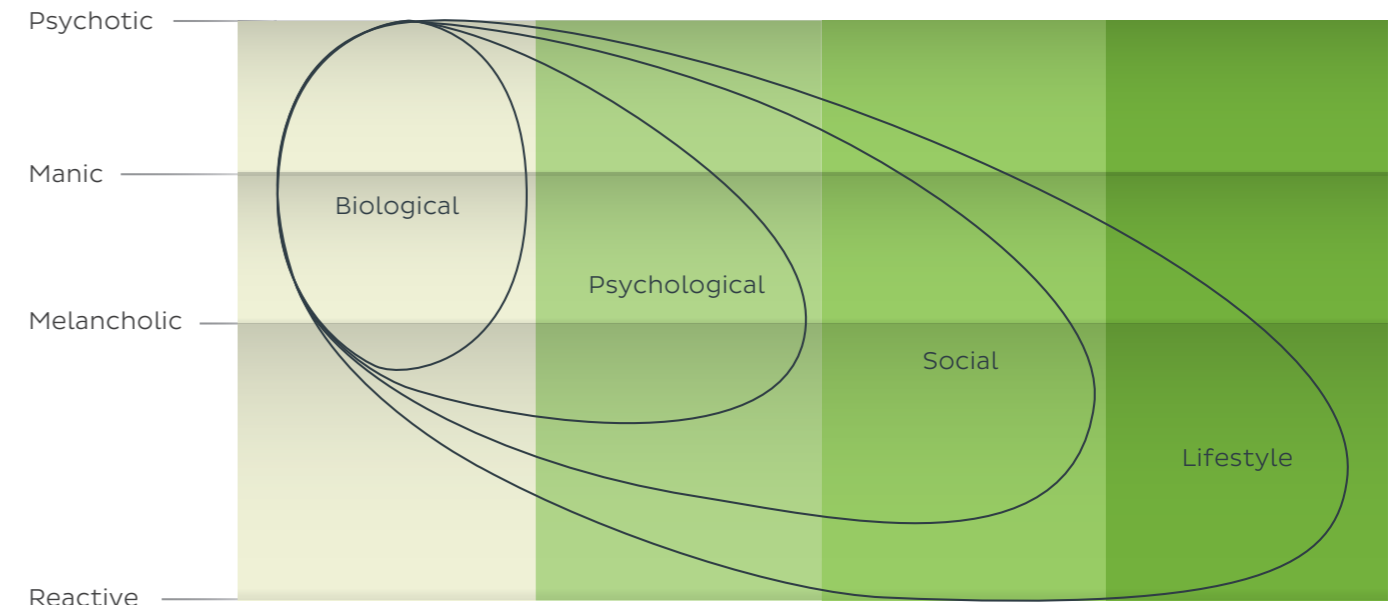 Psychotic
Manic
Biological
Psychological
Melancholic
Social
Lifestyle
Reactive